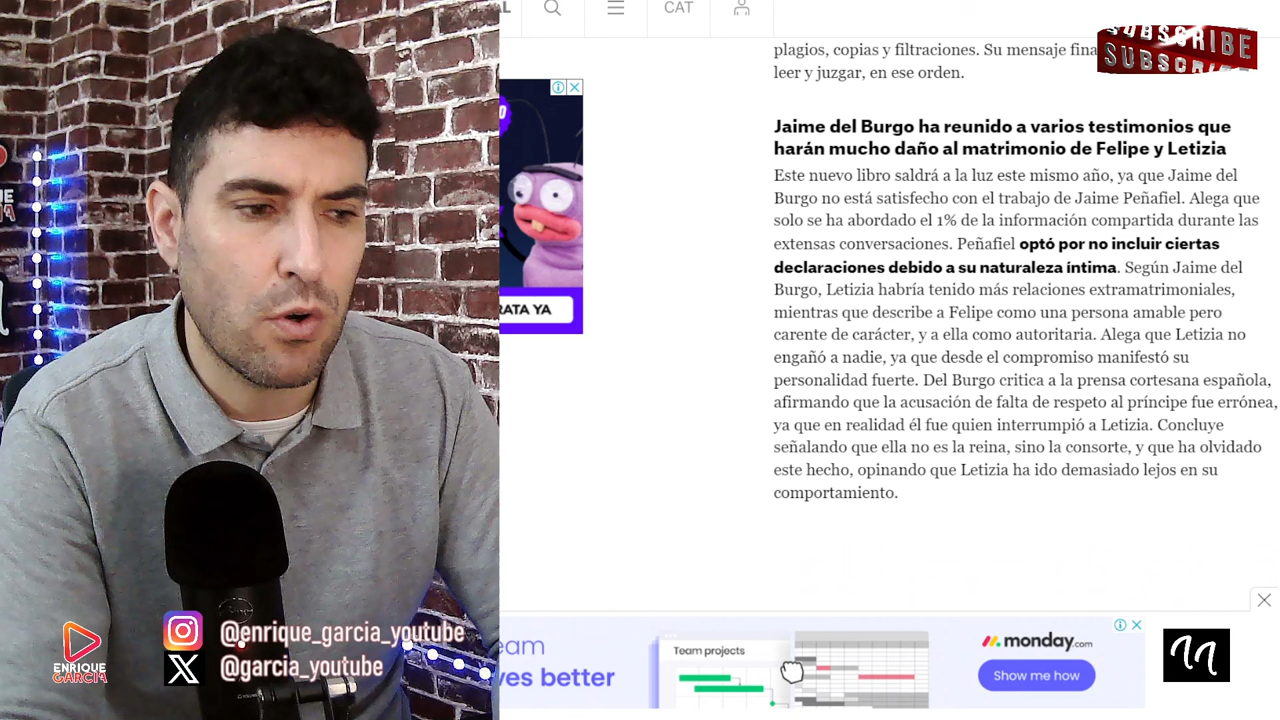 CAT
SUBSCRIBE
SUBSCRIBE
plagios, copias y filtraciones. Su mensaje
leer y juzgar, en ese orden.
Jaime del Burgo ha reunido a varios testimonios que
harán mucho daño al matrimonio de Felipe y Letizia
Este nuevo libro saldrá a la luz este mismo año, ya que Jaime del
Burgo no está satisfecho con el trabajo de Jaime Peñafiel. Alega que
solo se ha abordado el 1% de la información compartida durante las
extensas conversaciones. Peñafiel optó por no incluir ciertas
declaraciones debido a su naturaleza íntima. Según Jaime del
Burgo, Letizia habría tenido más relaciones extramatrimoniales,
mientras que describe a Felipe como una persona amable pero
carente de carácter, y a ella como autoritaria. Alega que Letizia no
engañó a nadie, ya que desde el compromiso manifestó su
personalidad fuerte. Del Burgo critica a la prensa cortesana española,
afirmando que la acusación de falta de respeto al príncipe fue errónea,
ya que en realidad él fue quien interrumpió a Letizia. Concluye
señalando que ella no es la reina, sino la consorte, y que ha olvidado
este hecho, opinando que Letizia ha ido demasiado lejos en su
comportamiento.
RATA YA
ENRIQUE
GARCIA
@enrique_garcia_youtube
@garcia_youtube
eam
ves better
Team projects
monday.com
Show me how